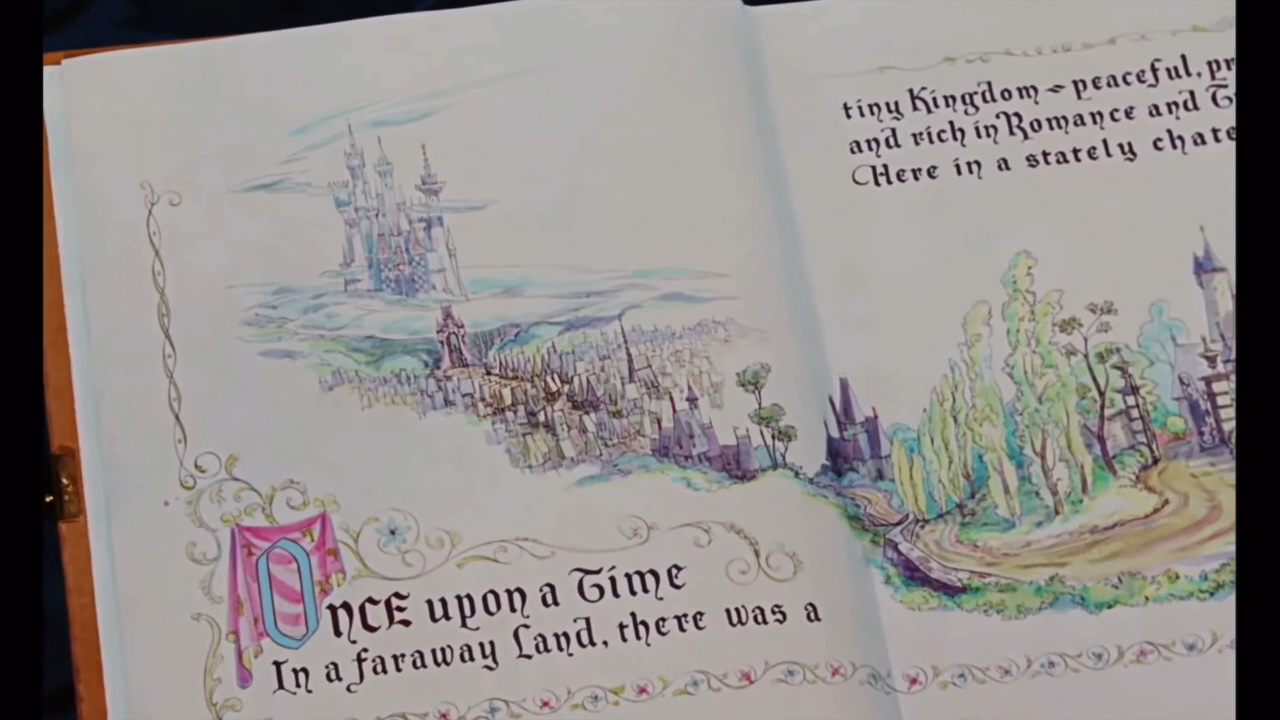 ONCE upon a Time
In a faraway Land, there was a
tiny Kingdom ~ peaceful,
and rich in Romance and
Here in a stately